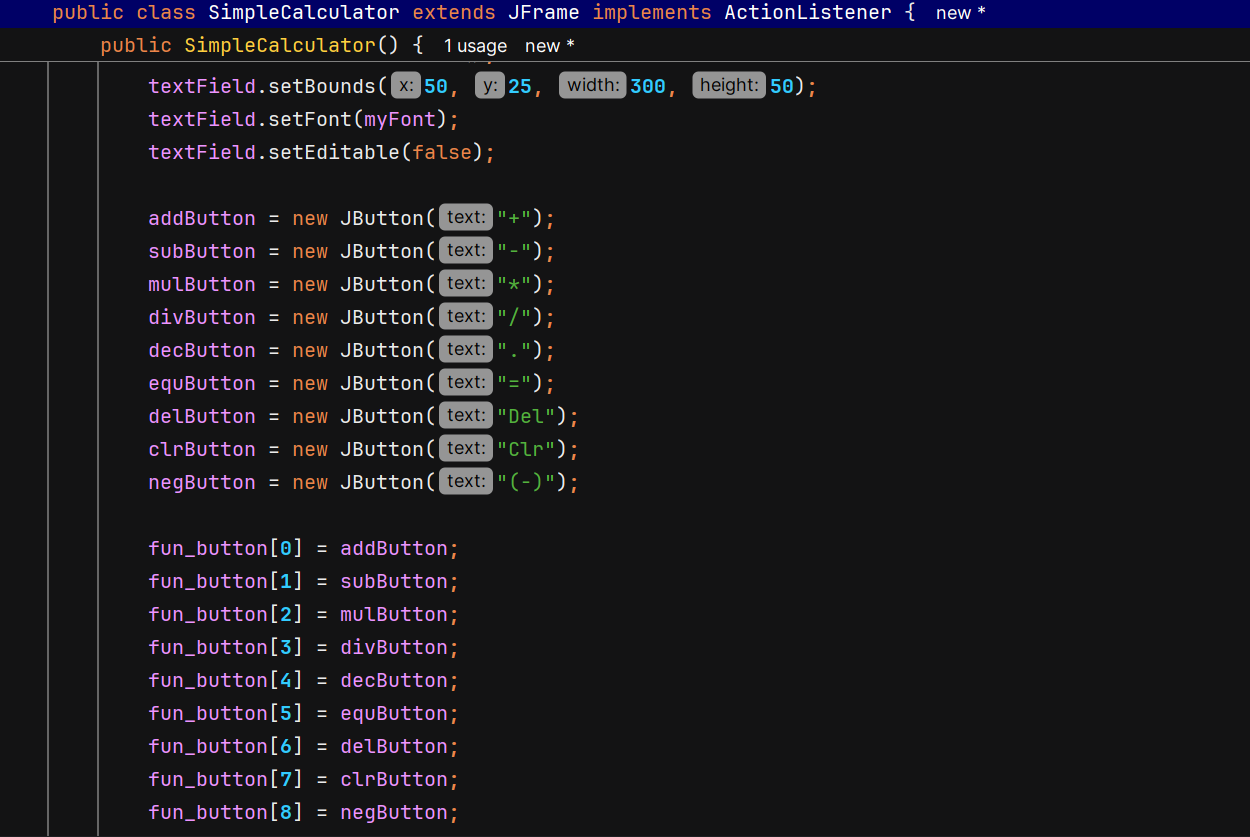 public class SimpleCalculator extends JFrame implements ActionListener { new *
public SimpleCalculator() { 1 usage new *
textField.setBounds( x: 50, y: 25, width: 300, height: 50);
textField.setFont(myFont);
textField.setEditable(false);
addButton = new JButton( text: "+");
subButton = new JButton( text: "-");
mulButton = new JButton( text: "*");
divButton = new JButton( text: "/");
decButton = new JButton( text: ".");
equButton = new JButton( text: "=");
delButton = new JButton( text: "Del");
clrButton = new JButton( text: "Clr");
negButton = new JButton( text: "(-)");
fun_button[0] = addButton;
fun_button[1] = subButton;
fun_button[2] = mulButton;
fun_button[3] = divButton;
fun_button[4] = decButton;
fun_button[5] = equButton;
fun_button[6] = delButton;
fun_button[7] = clrButton;
fun_button[8] = negButton;